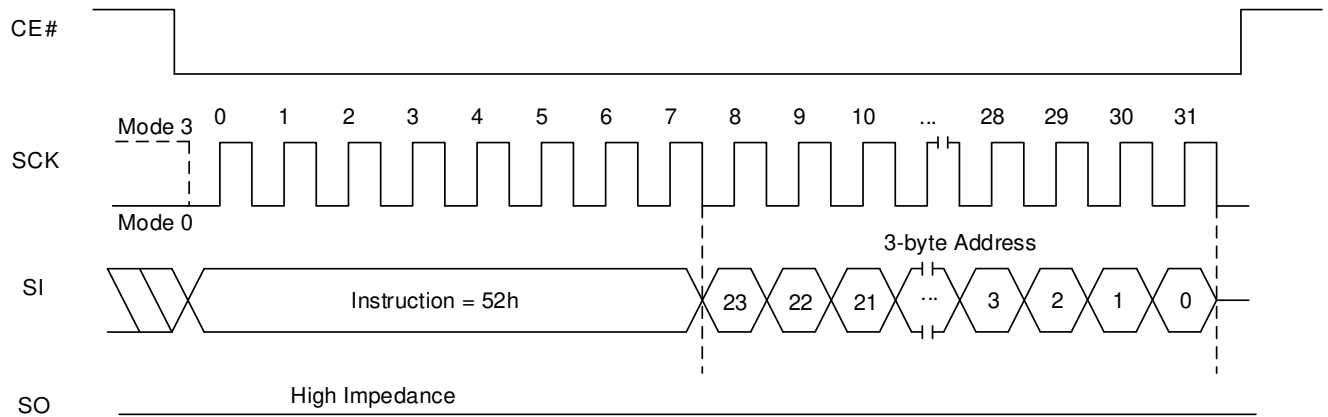 CE#
0 1 2 3 4 5 6 7 8 9 10 ... 28 29 30 31
Mode 3
SCK
Mode 0
3-byte Address
SI
Instruction = 52h
23 22 21 ... 3 2 1 0
High Impedance
SO